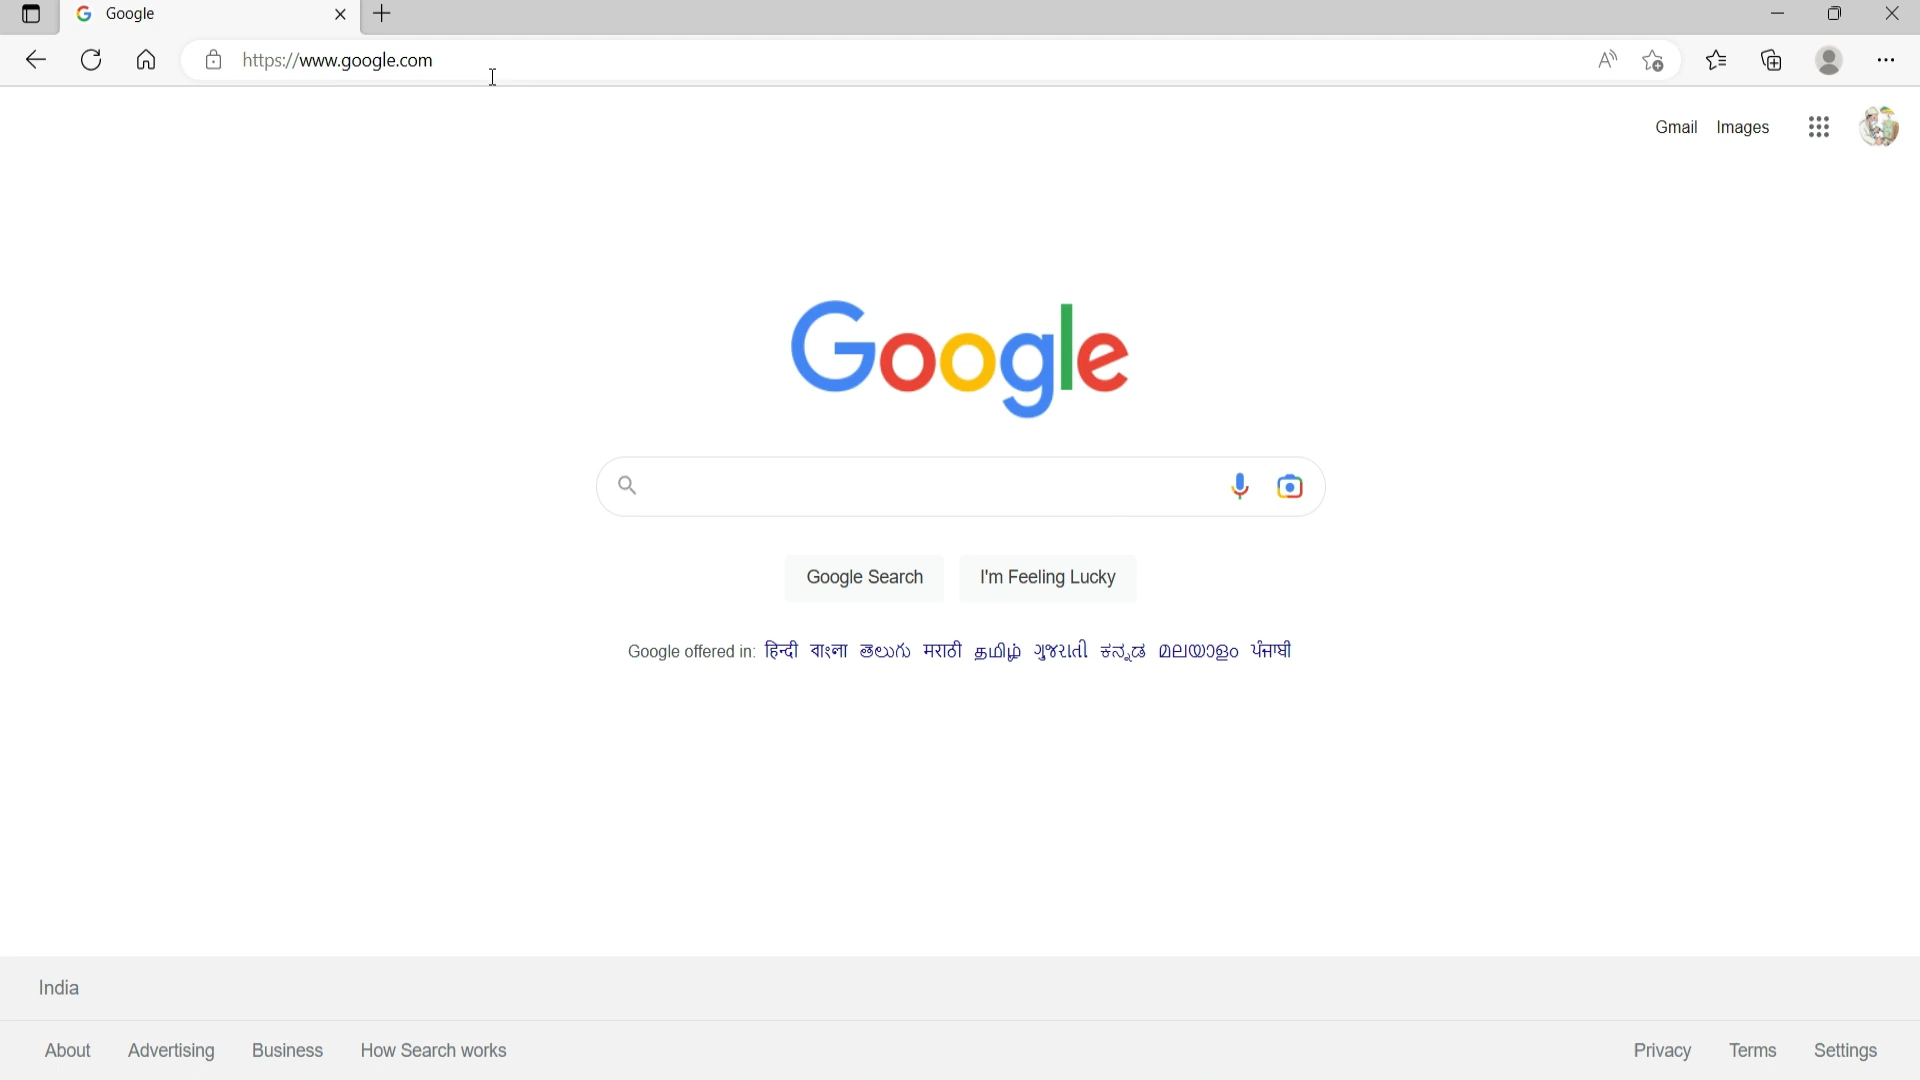 Google
https://www.google.com
Gmail Images
Google
Google Search I'm Feeling Lucky
Google offered in: हिन्दी বাংলা తెలుగు मराठी தமிழ் ગુજરાતી ಕನ್ನಡ മലയാളം ਪੰਜਾਬੀ
India
About Advertising Business How Search works Privacy Terms Settings